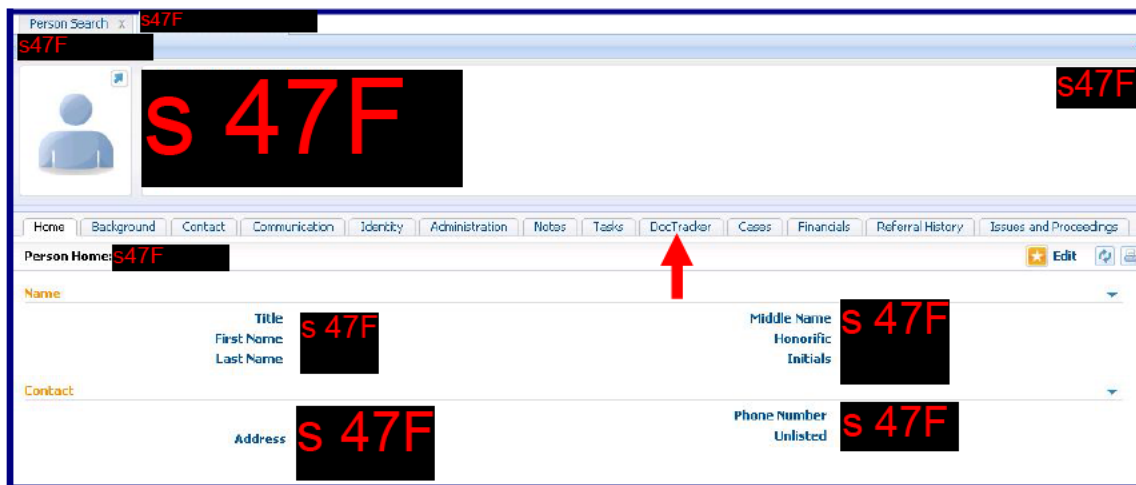 Person Search x s47F
s47F
s 47F s47F
Home Background Contact Communication Identity Administration Notes Tasks DocTracker Cases Financials Referral History Issues and Proceedings
Person Home: s47F Edit
Name
Title s 47F Middle Name s 47F
First Name Honorific
Last Name Initials
Contact
Address s 47F Phone Number s 47F
Unlisted